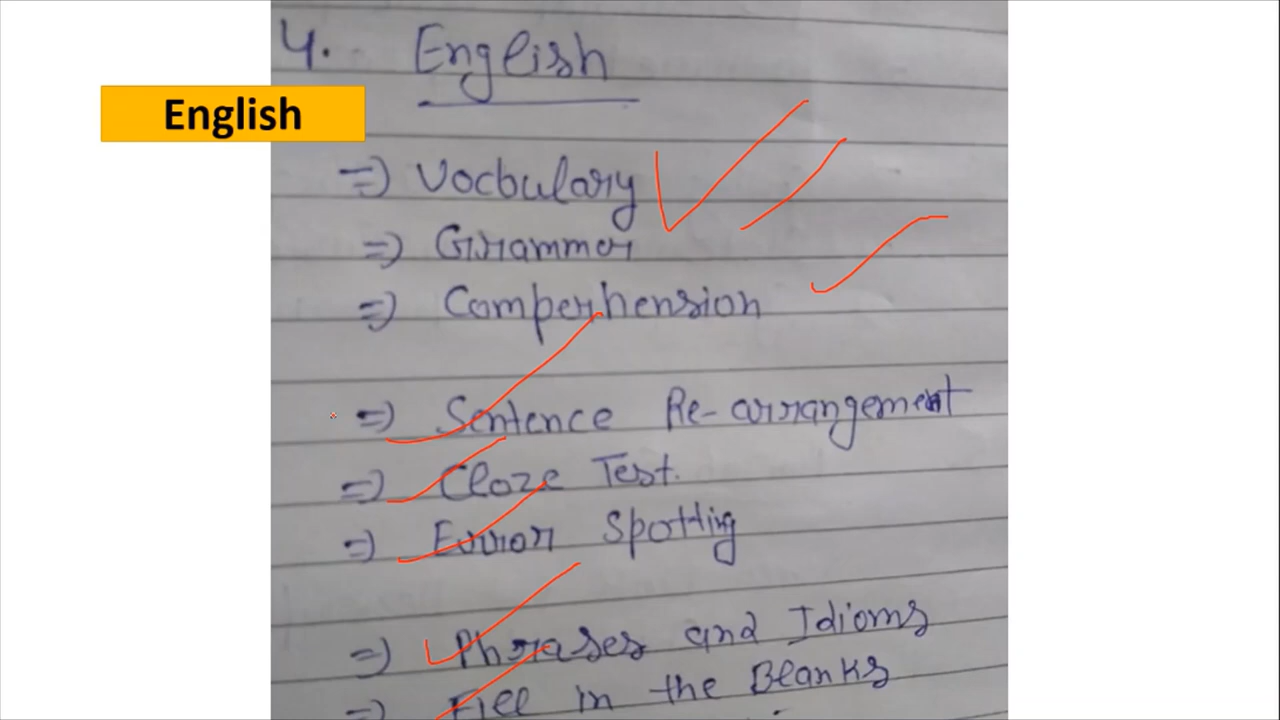 4. English
English
=> Vocbulary
=> Grammer
=> Comperhension
=> Sentence Re-arrangement
=> Cloze Test.
=> Error Spotting
=> Phrases and Idioms
=> Fill in the Blanks